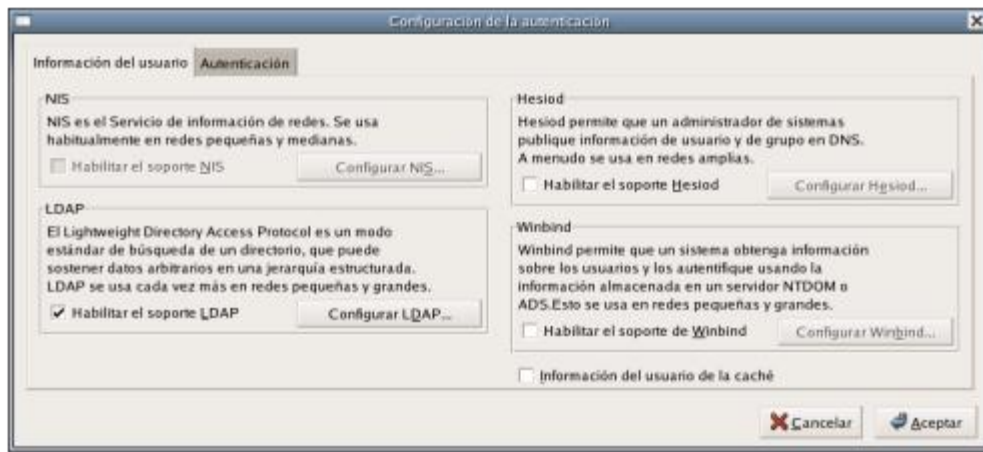 Configuración de la autenticación
Información del usuario
Autenticación
NIS
NIS es el Servicio de información de redes. Se usa
habitualmente en redes pequeñas y medianas.
Habilitar el soporte NIS
Configurar NIS...
LDAP
El Lightweight Directory Access Protocol es un modo
estándar de búsqueda de un directorio, que puede
sostener datos arbitrarios en una jerarquía estructurada.
LDAP se usa cada vez más en redes pequeñas y grandes.
Habilitar el soporte LDAP
Configurar LDAP...
Hesiod
Hesiod permite que un administrador de sistemas
publique información de usuario y de grupo en DNS.
A menudo se usa en redes amplias.
Habilitar el soporte Hesiod
Configurar Hesiod...
Winbind
Winbind permite que un sistema obtenga información
sobre los usuarios y los autentifique usando la
información almacenada en un servidor NTDOM o
ADS.Esto se usa en redes pequeñas y grandes.
Habilitar el soporte de Winbind
Configurar Winbind...
Información del usuario de la caché
Cancelar
Aceptar